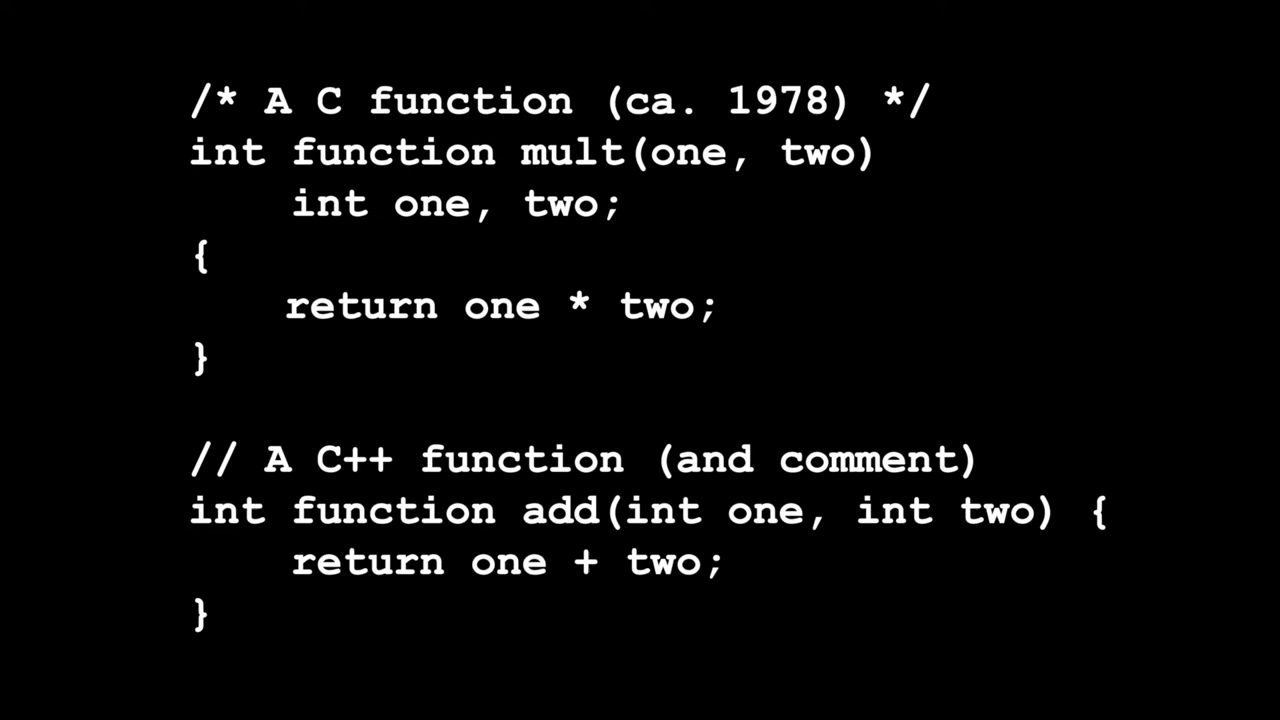 /* A C function (ca. 1978) */
int function mult(one, two)
    int one, two;
{
    return one * two;
}

// A C++ function (and comment)
int function add(int one, int two) {
    return one + two;
}